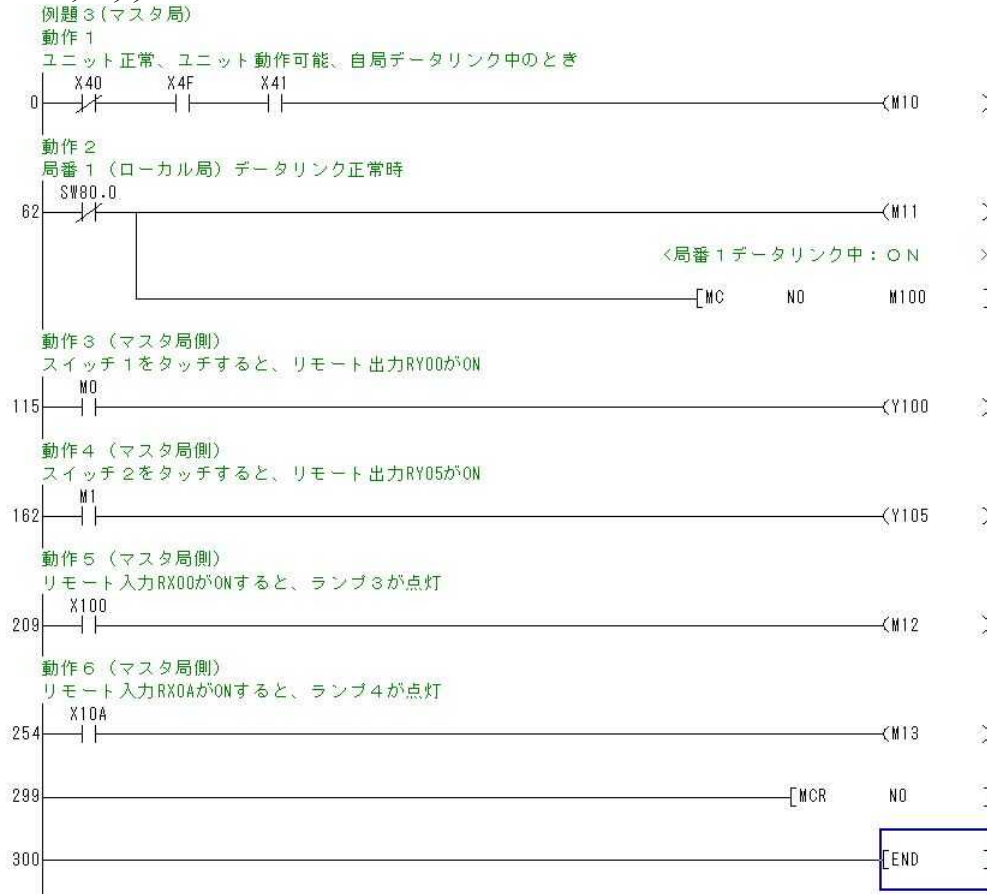 例題３(マスタ局)
動作１
ユニット正常、ユニット動作可能、自局データリンク中のとき
X40 X4F X41
0 (M10 )
動作２
局番１（ローカル局）データリンク正常時
SW80.0
62 (M11 )
<局番１データリンク中：ＯＮ >
[MC N0 M100 ]
動作３（マスタ局側）
スイッチ１をタッチすると、リモート出力RY00がON
M0
115 (Y100 )
動作４（マスタ局側）
スイッチ２をタッチすると、リモート出力RY05がON
M1
162 (Y105 )
動作５（マスタ局側）
リモート入力RX00がONすると、ランプ３が点灯
X100
209 (M12 )
動作６（マスタ局側）
リモート入力RX0AがONすると、ランプ４が点灯
X10A
254 (M13 )
299 [MCR N0 ]
300 [END ]